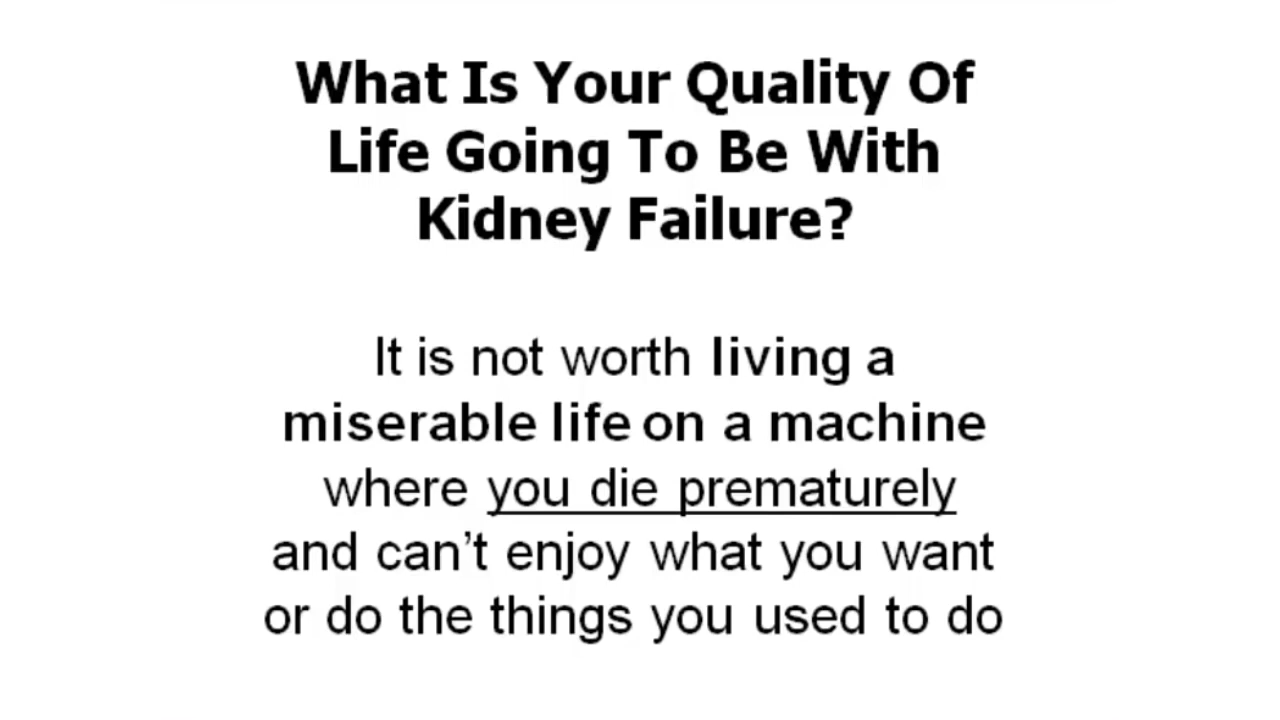 What Is Your Quality Of
Life Going To Be With
Kidney Failure?
It is not worth living a
miserable life on a machine
where you die prematurely
and can’t enjoy what you want
or do the things you used to do